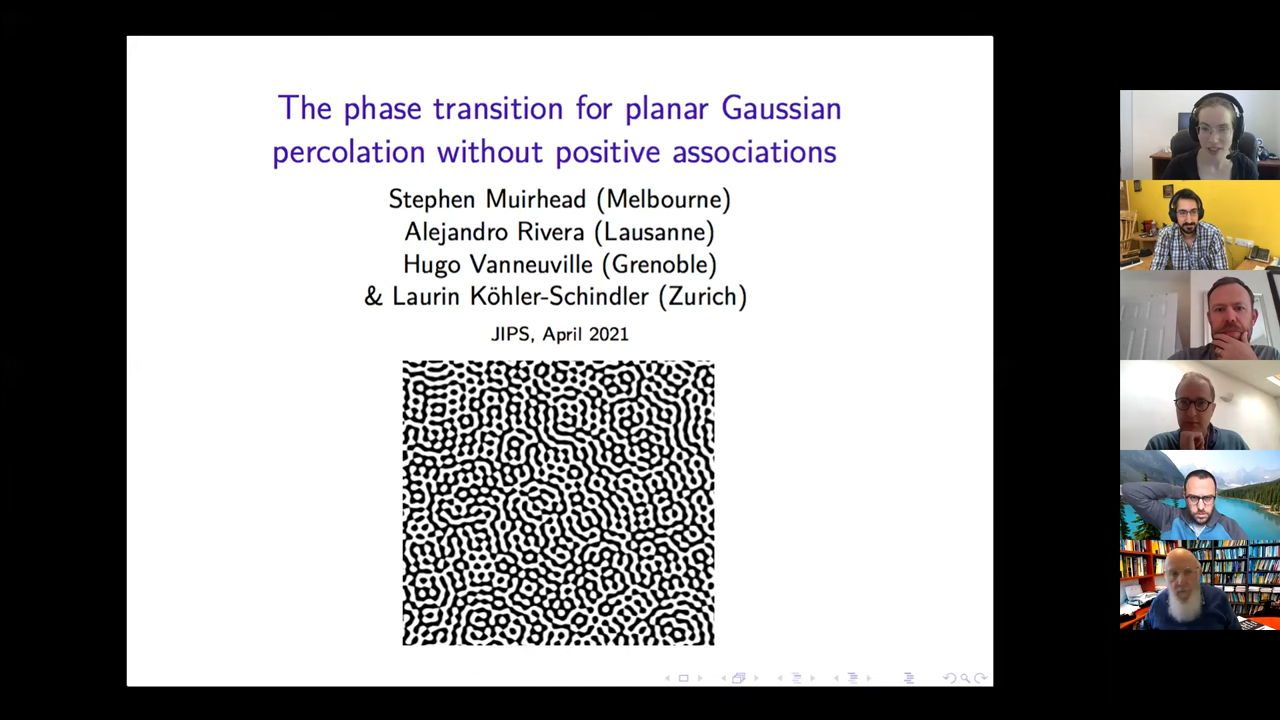 The phase transition for planar Gaussian
percolation without positive associations
Stephen Muirhead (Melbourne)
Alejandro Rivera (Lausanne)
Hugo Vanneuville (Grenoble)
& Laurin Köhler-Schindler (Zurich)
JIPS, April 2021